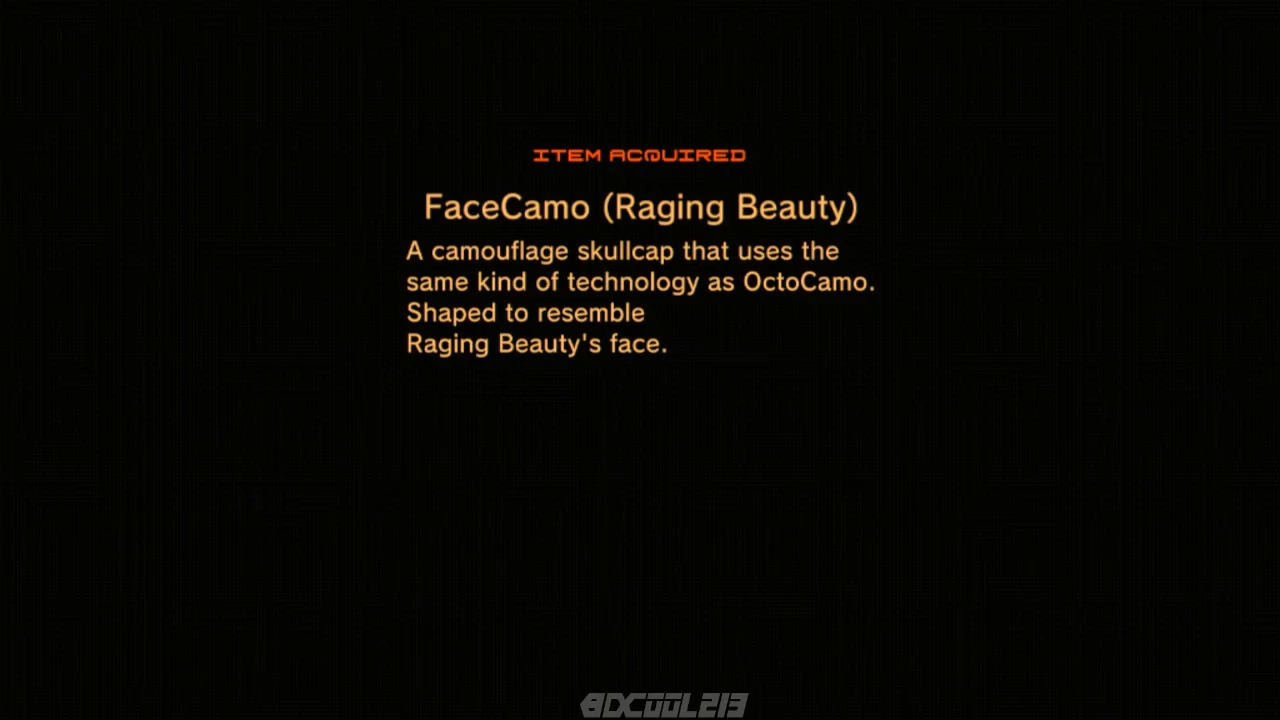 ITEM ACQUIRED
FaceCamo (Raging Beauty)
A camouflage skullcap that uses the
same kind of technology as OctoCamo.
Shaped to resemble
Raging Beauty's face.
BDXCOOL213